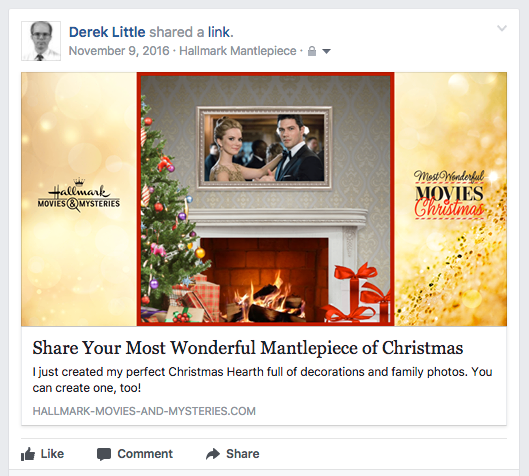 Derek Little shared a link.
November 9, 2016 · Hallmark Mantlepiece ·
Hallmark
MOVIES & MYSTERIES
Most Wonderful
MOVIES
of
Christmas
Share Your Most Wonderful Mantlepiece of Christmas
I just created my perfect Christmas Hearth full of decorations and family photos. You
can create one, too!
HALLMARK-MOVIES-AND-MYSTERIES.COM
Like Comment Share